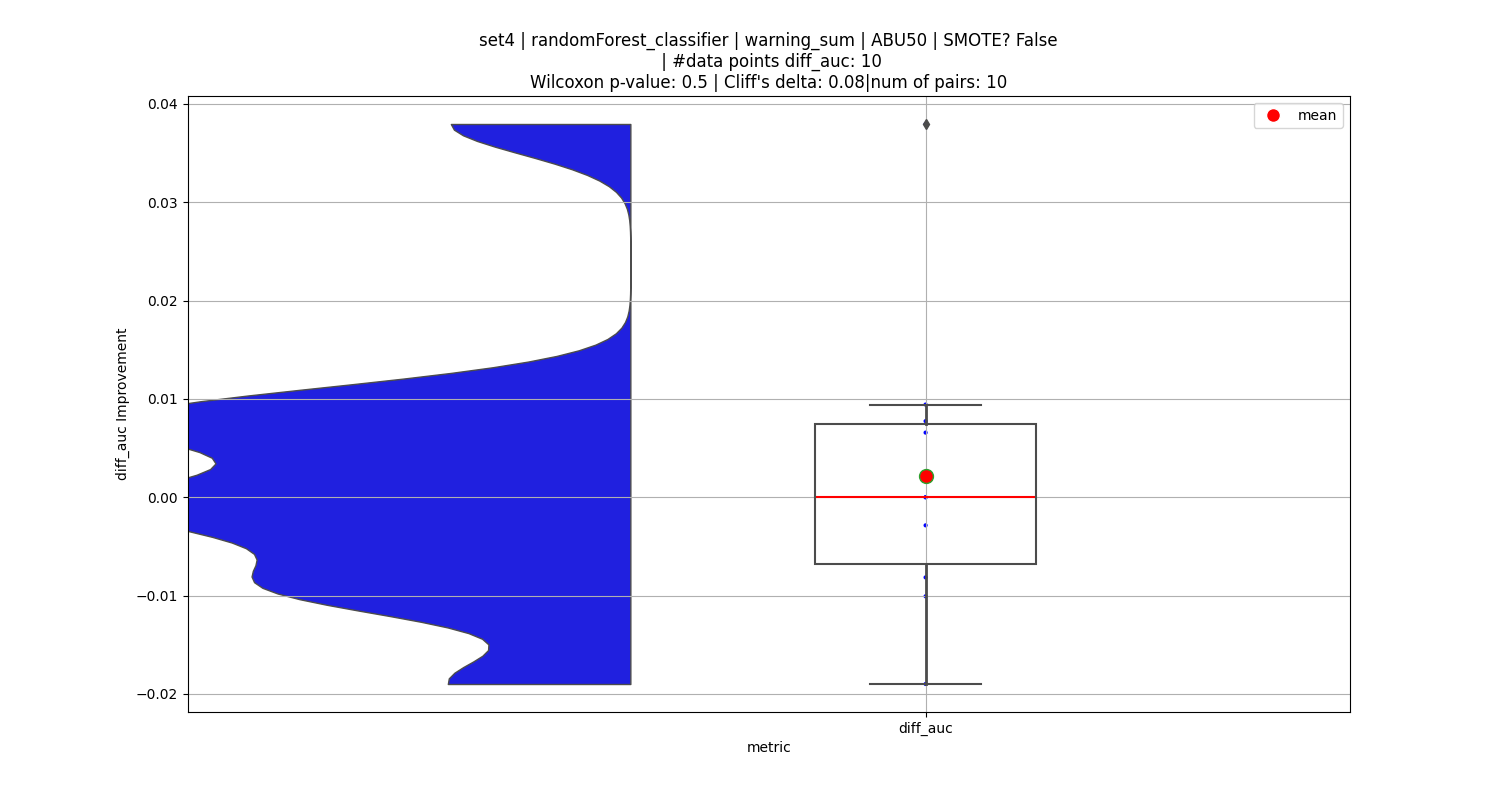 set4 | randomForest_classifier | warning_sum | ABU50 | SMOTE? False
| #data points diff_auc: 10
Wilcoxon p-value: 0.5 | Cliff's delta: 0.08|num of pairs: 10
mean
0.04
0.03
0.02
0.01
0.00
−0.01
−0.02
diff_auc Improvement
diff_auc
metric